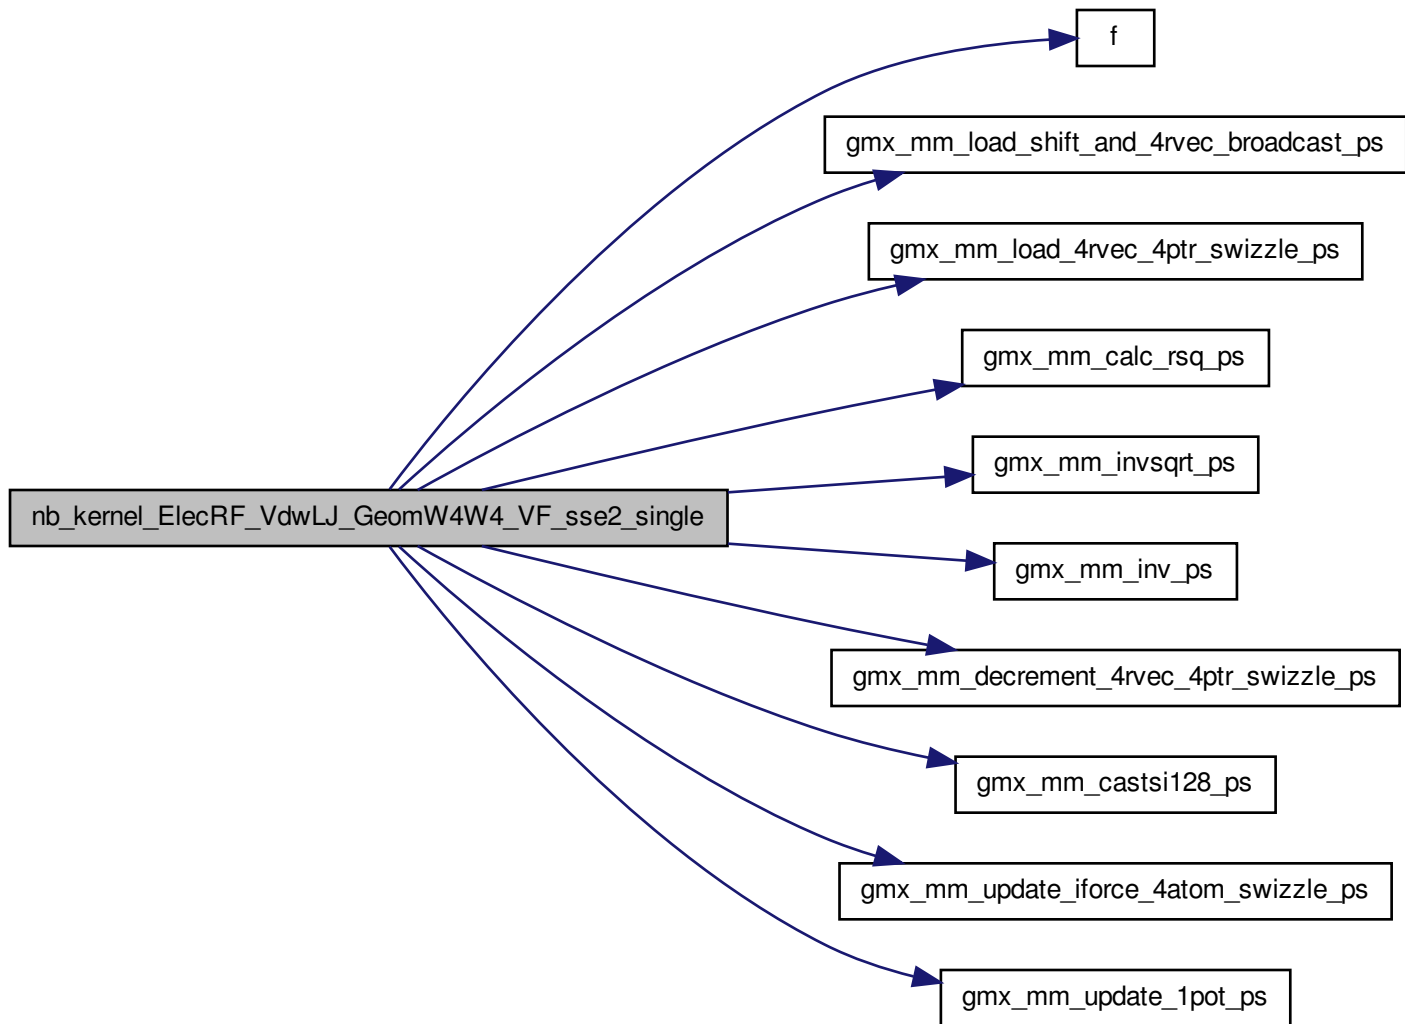 f
gmx_mm_load_shift_and_4rvec_broadcast_ps
gmx_mm_load_4rvec_4ptr_swizzle_ps
gmx_mm_calc_rsq_ps
gmx_mm_invsqrt_ps
nb_kernel_ElecRF_VdwLJ_GeomW4W4_VF_sse2_single
gmx_mm_inv_ps
gmx_mm_decrement_4rvec_4ptr_swizzle_ps
gmx_mm_castsi128_ps
gmx_mm_update_iforce_4atom_swizzle_ps
gmx_mm_update_1pot_ps